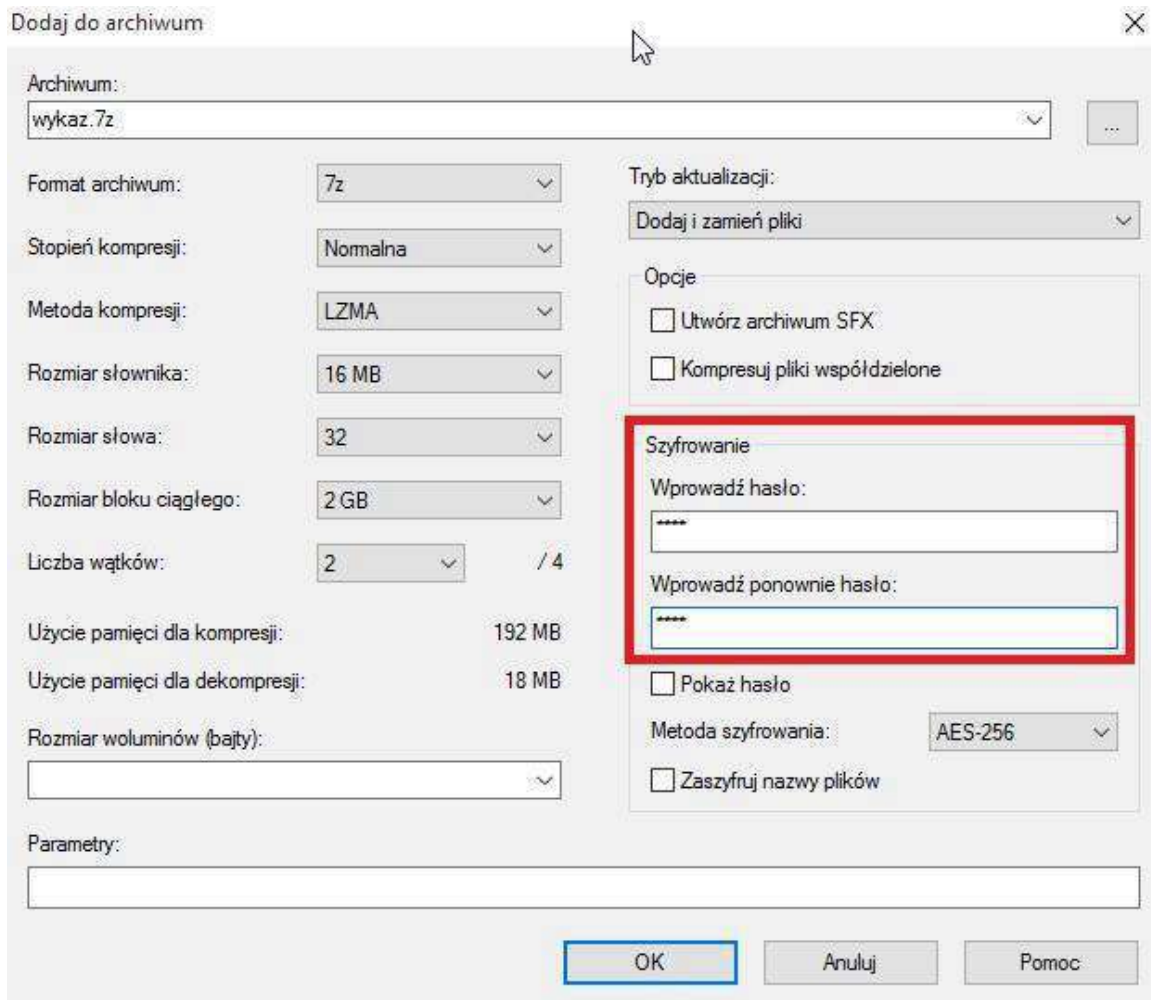 Dodaj do archiwum
Archiwum:
wykaz.7z
...
Format archiwum:
7z
Stopień kompresji:
Normalna
Metoda kompresji:
LZMA
Rozmiar słownika:
16 MB
Rozmiar słowa:
32
Rozmiar bloku ciągłego:
2 GB
Liczba wątków:
2
/ 4
Użycie pamięci dla kompresji:
192 MB
Użycie pamięci dla dekompresji:
18 MB
Rozmiar woluminów (bajty):
Tryb aktualizacji:
Dodaj i zamień pliki
Opcje
Utwórz archiwum SFX
Kompresuj pliki współdzielone
Szyfrowanie
Wprowadź hasło:
****
Wprowadź ponownie hasło:
****
Pokaż hasło
Metoda szyfrowania:
AES-256
Zaszyfruj nazwy plików
Parametry:
OK
Anuluj
Pomoc